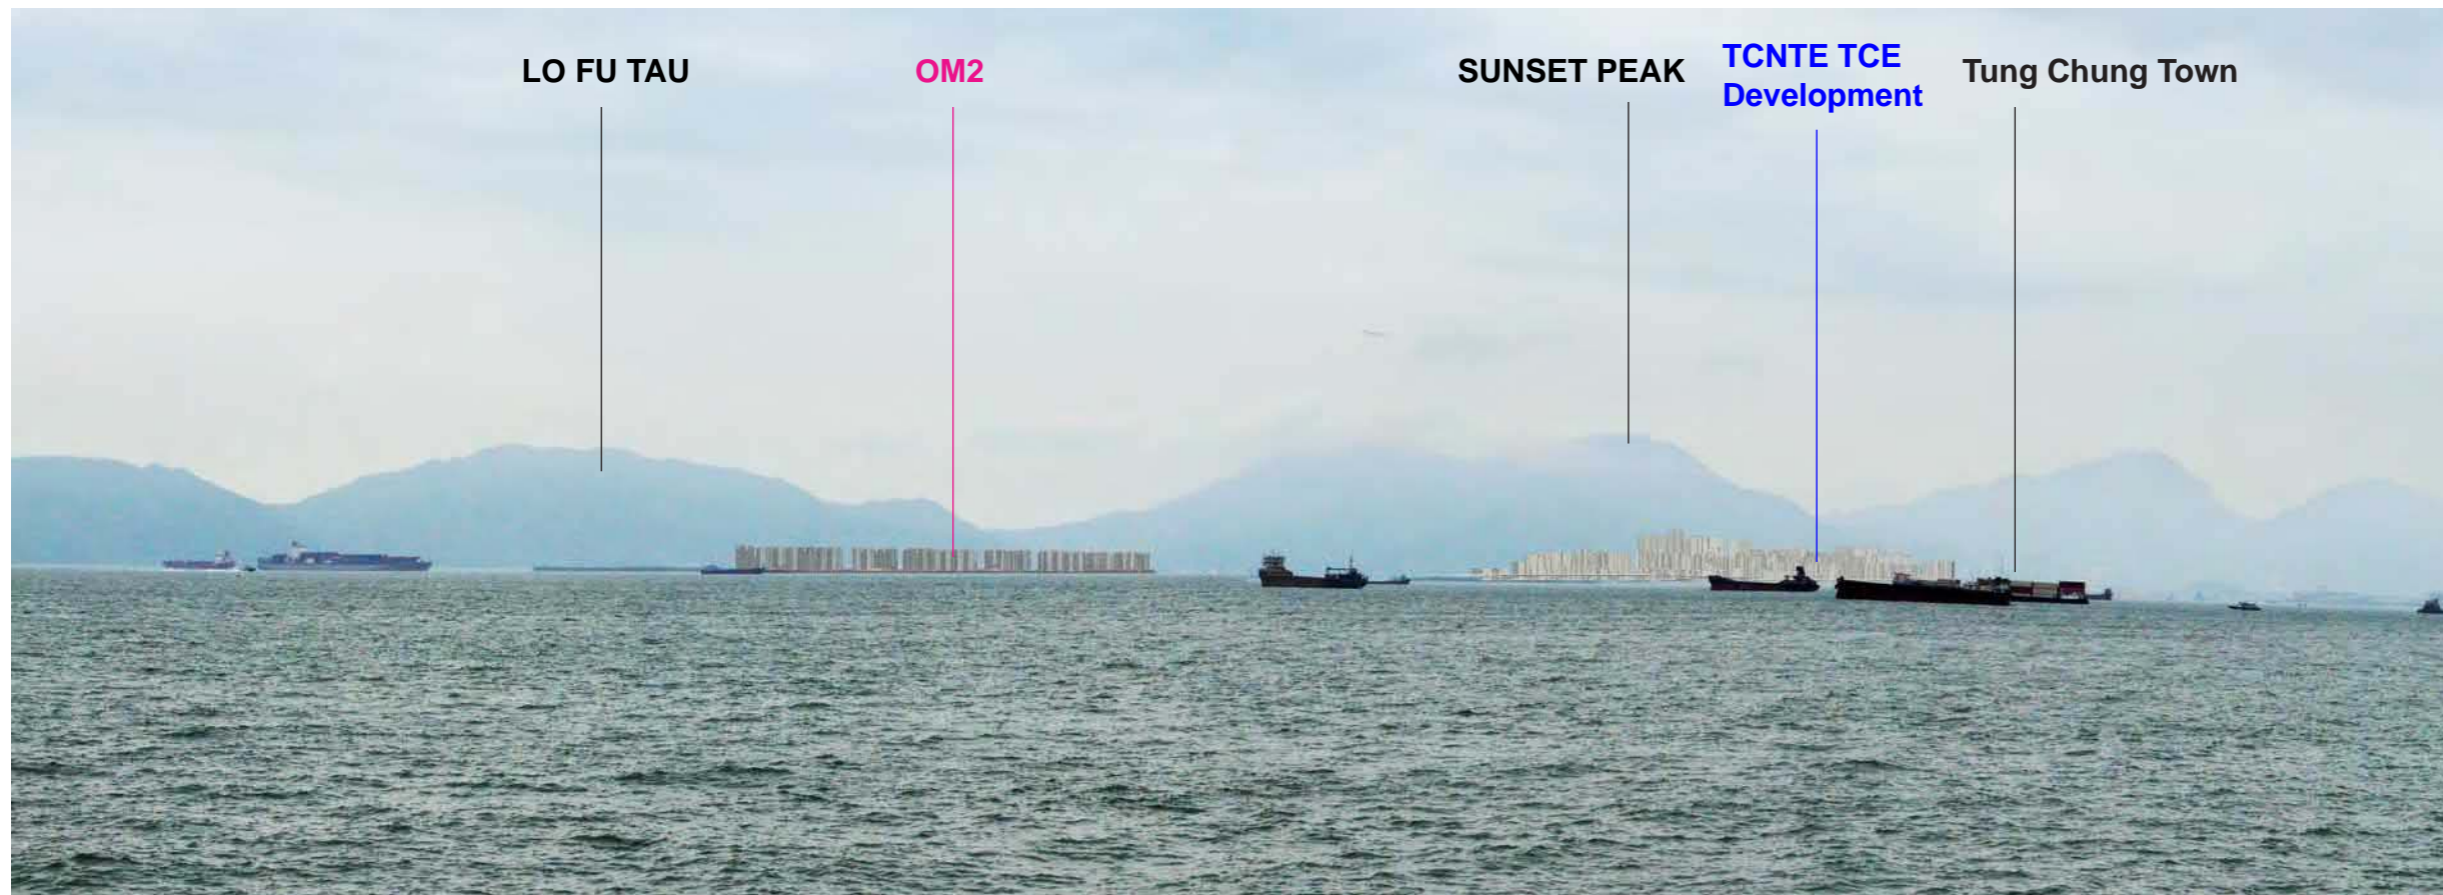 LO FU TAU
OM2
SUNSET PEAK
TCNTE TCE
Development
Tung Chung Town